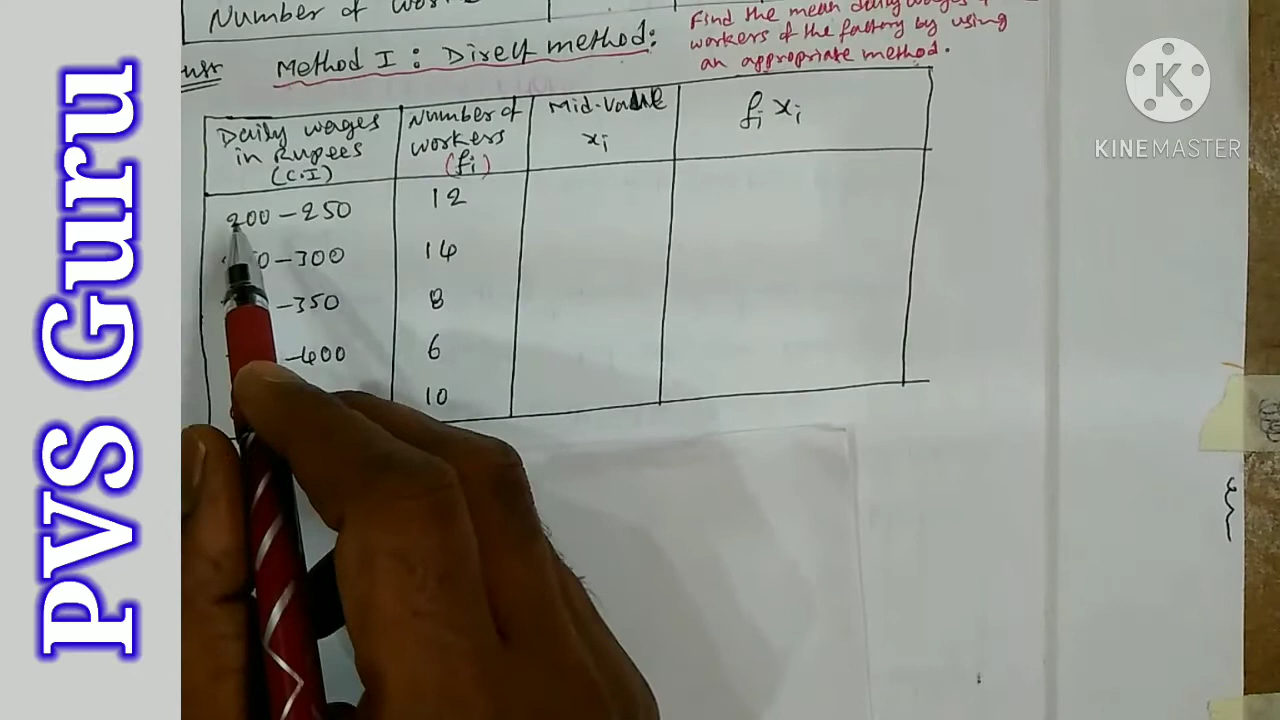 PVS Guru
Number of
Find the mean daily wages
workers of the factory by using
an appropriate method.
Method I : Direct method:
Daily wages
in Rupees
(C.I)
Number of
workers
(fi)
Mid-Value
xi
fi xi
200 - 250
12
- 300
14
- 350
8
- 400
6
10
K
KINEMASTER